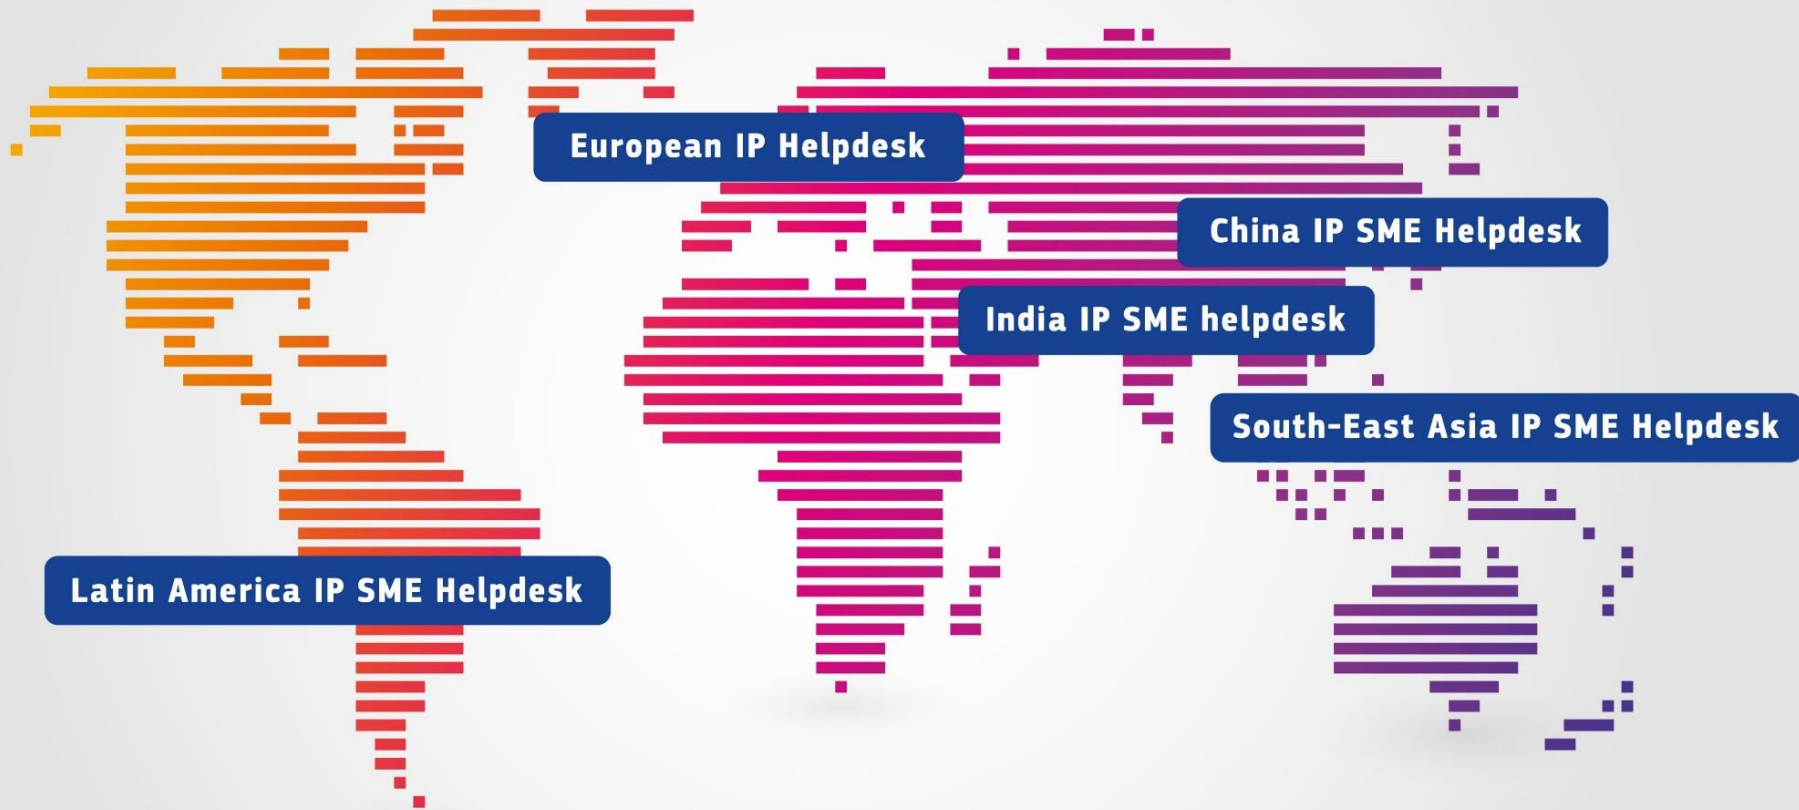 European IP Helpdesk
China IP SME Helpdesk
India IP SME helpdesk
South-East Asia IP SME Helpdesk
Latin America IP SME Helpdesk